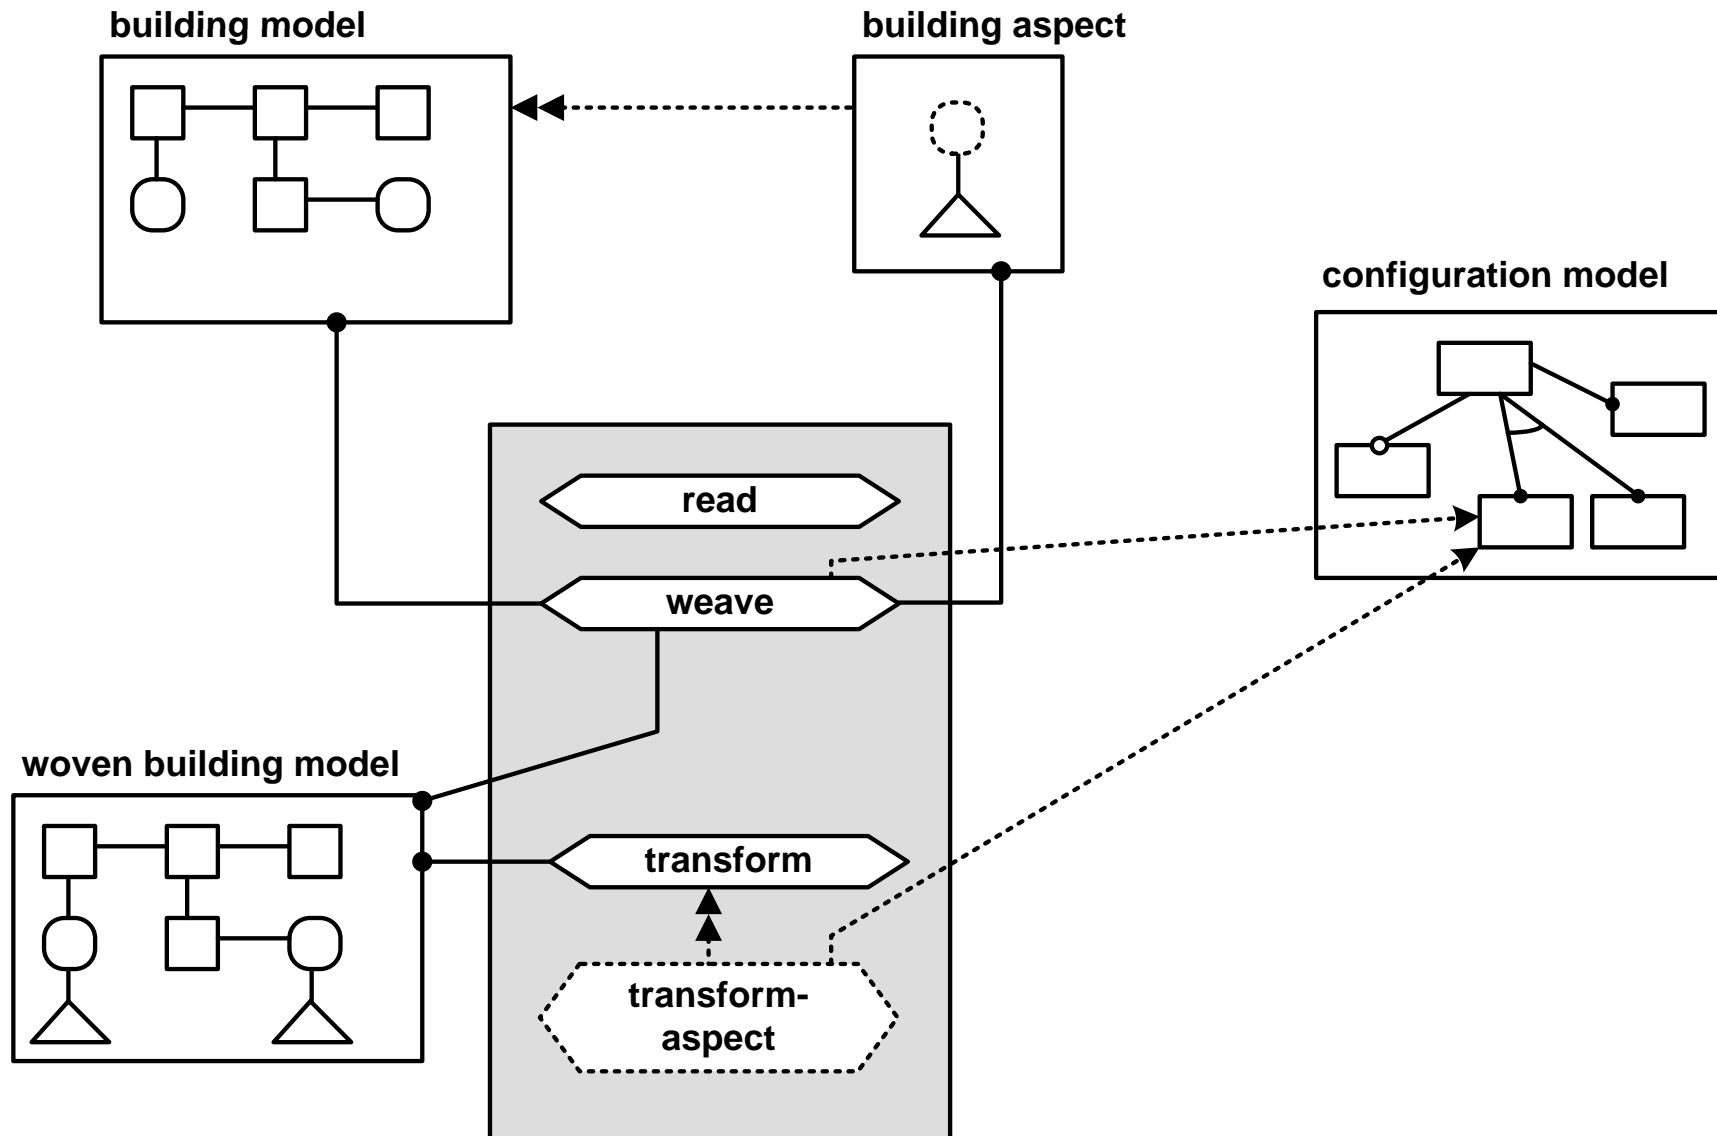 building model
building aspect
configuration model
read
weave
woven building model
transform
transform-
aspect